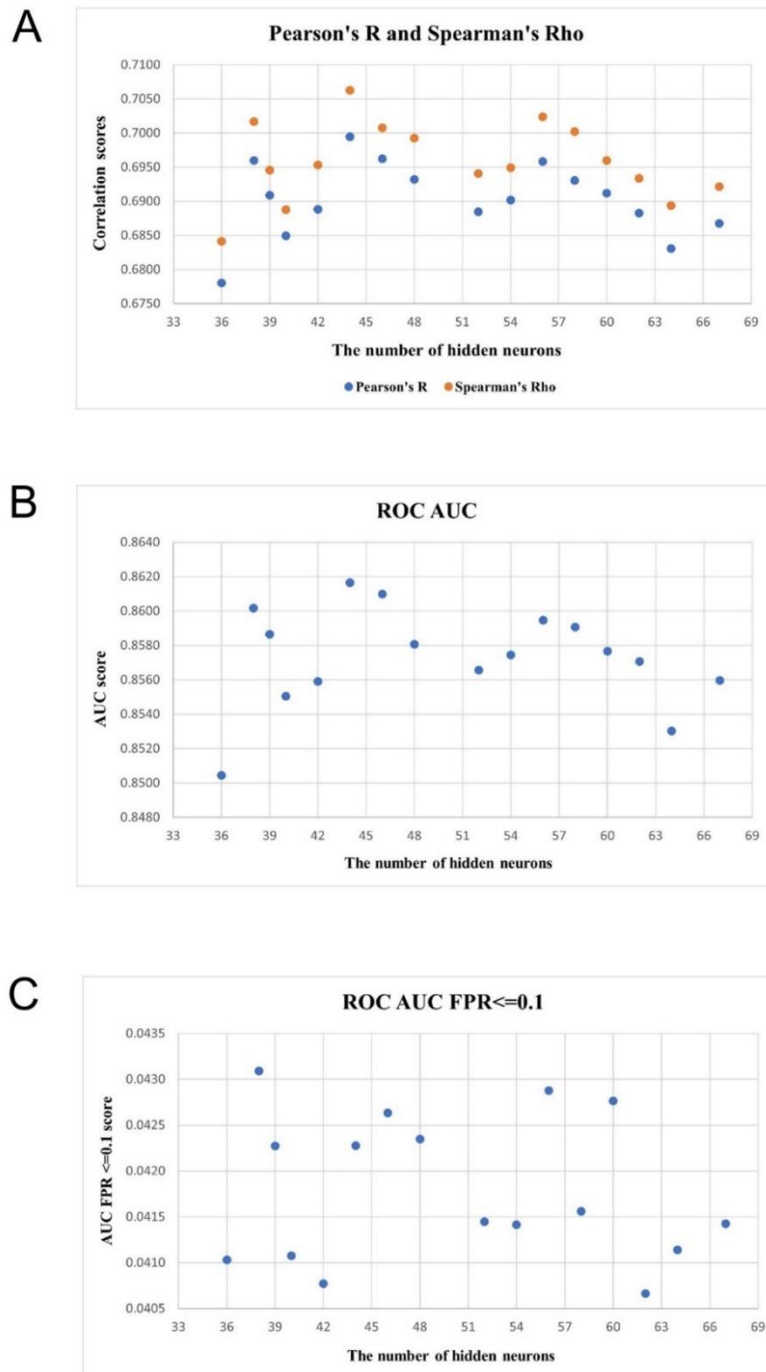 A
Pearson's R and Spearman's Rho
0.7100
0.7050
0.7000
0.6950
0.6900
0.6850
0.6800
0.6750
Correlation scores
33 36 39 42 45 48 51 54 57 60 63 66 69
The number of hidden neurons
Pearson's R Spearman's Rho
B
ROC AUC
0.8640
0.8620
0.8600
0.8580
0.8560
0.8540
0.8520
0.8500
0.8480
AUC score
33 36 39 42 45 48 51 54 57 60 63 66 69
The number of hidden neurons
C
ROC AUC FPR<=0.1
0.0435
0.0430
0.0425
0.0420
0.0415
0.0410
0.0405
AUC FPR <=0.1 score
33 36 39 42 45 48 51 54 57 60 63 66 69
The number of hidden neurons